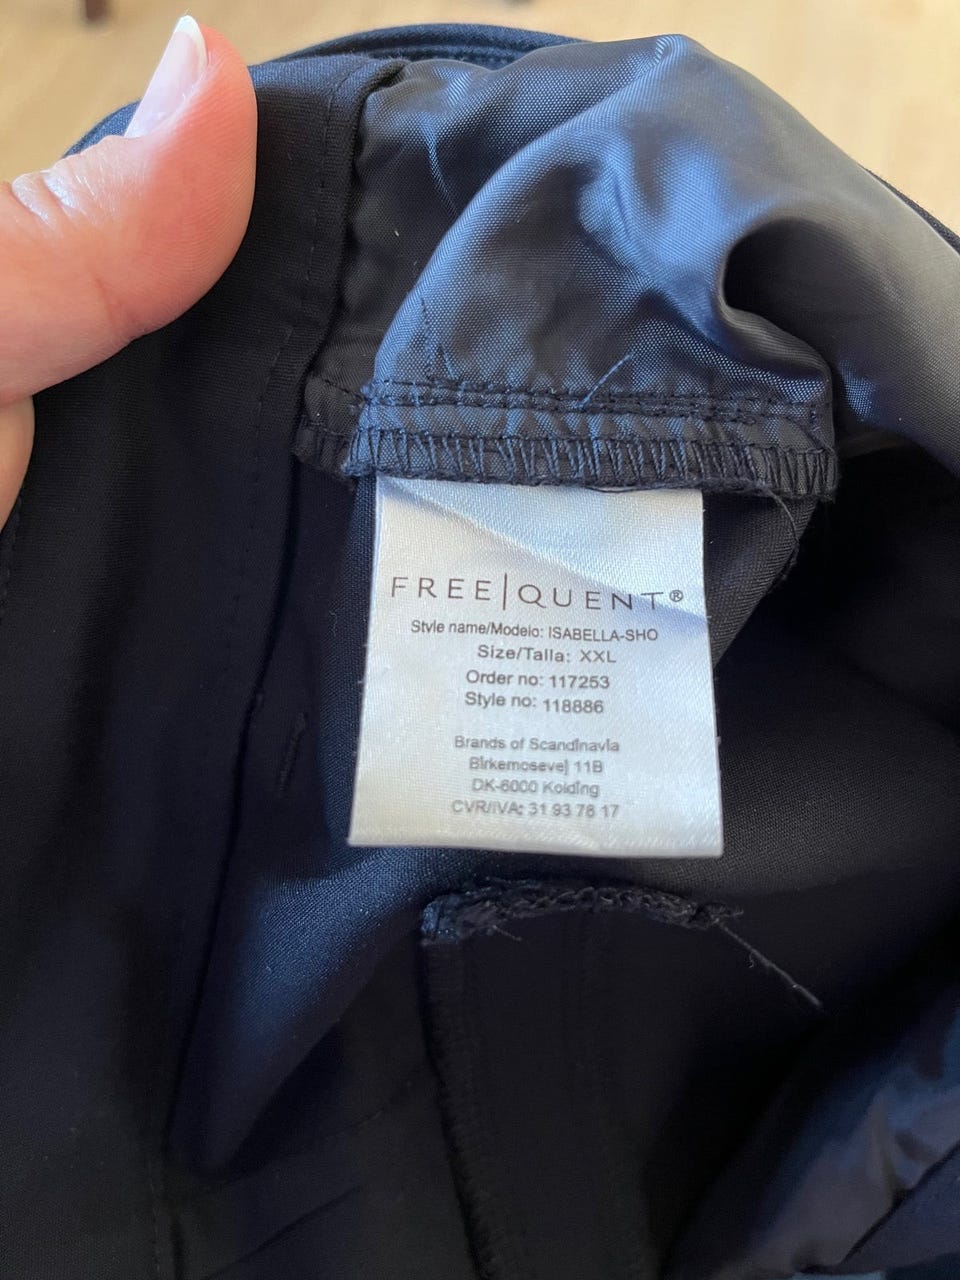 FREE|QUENT®
Style name/Modelo: ISABELLA-SHO
Size/Talla: XXL
Order no: 117253
Style no: 118886
Brands of Scandinavia
Birkemosevej 11B
DK-6000 Kolding
CVR/IVA: 31 93 78 17